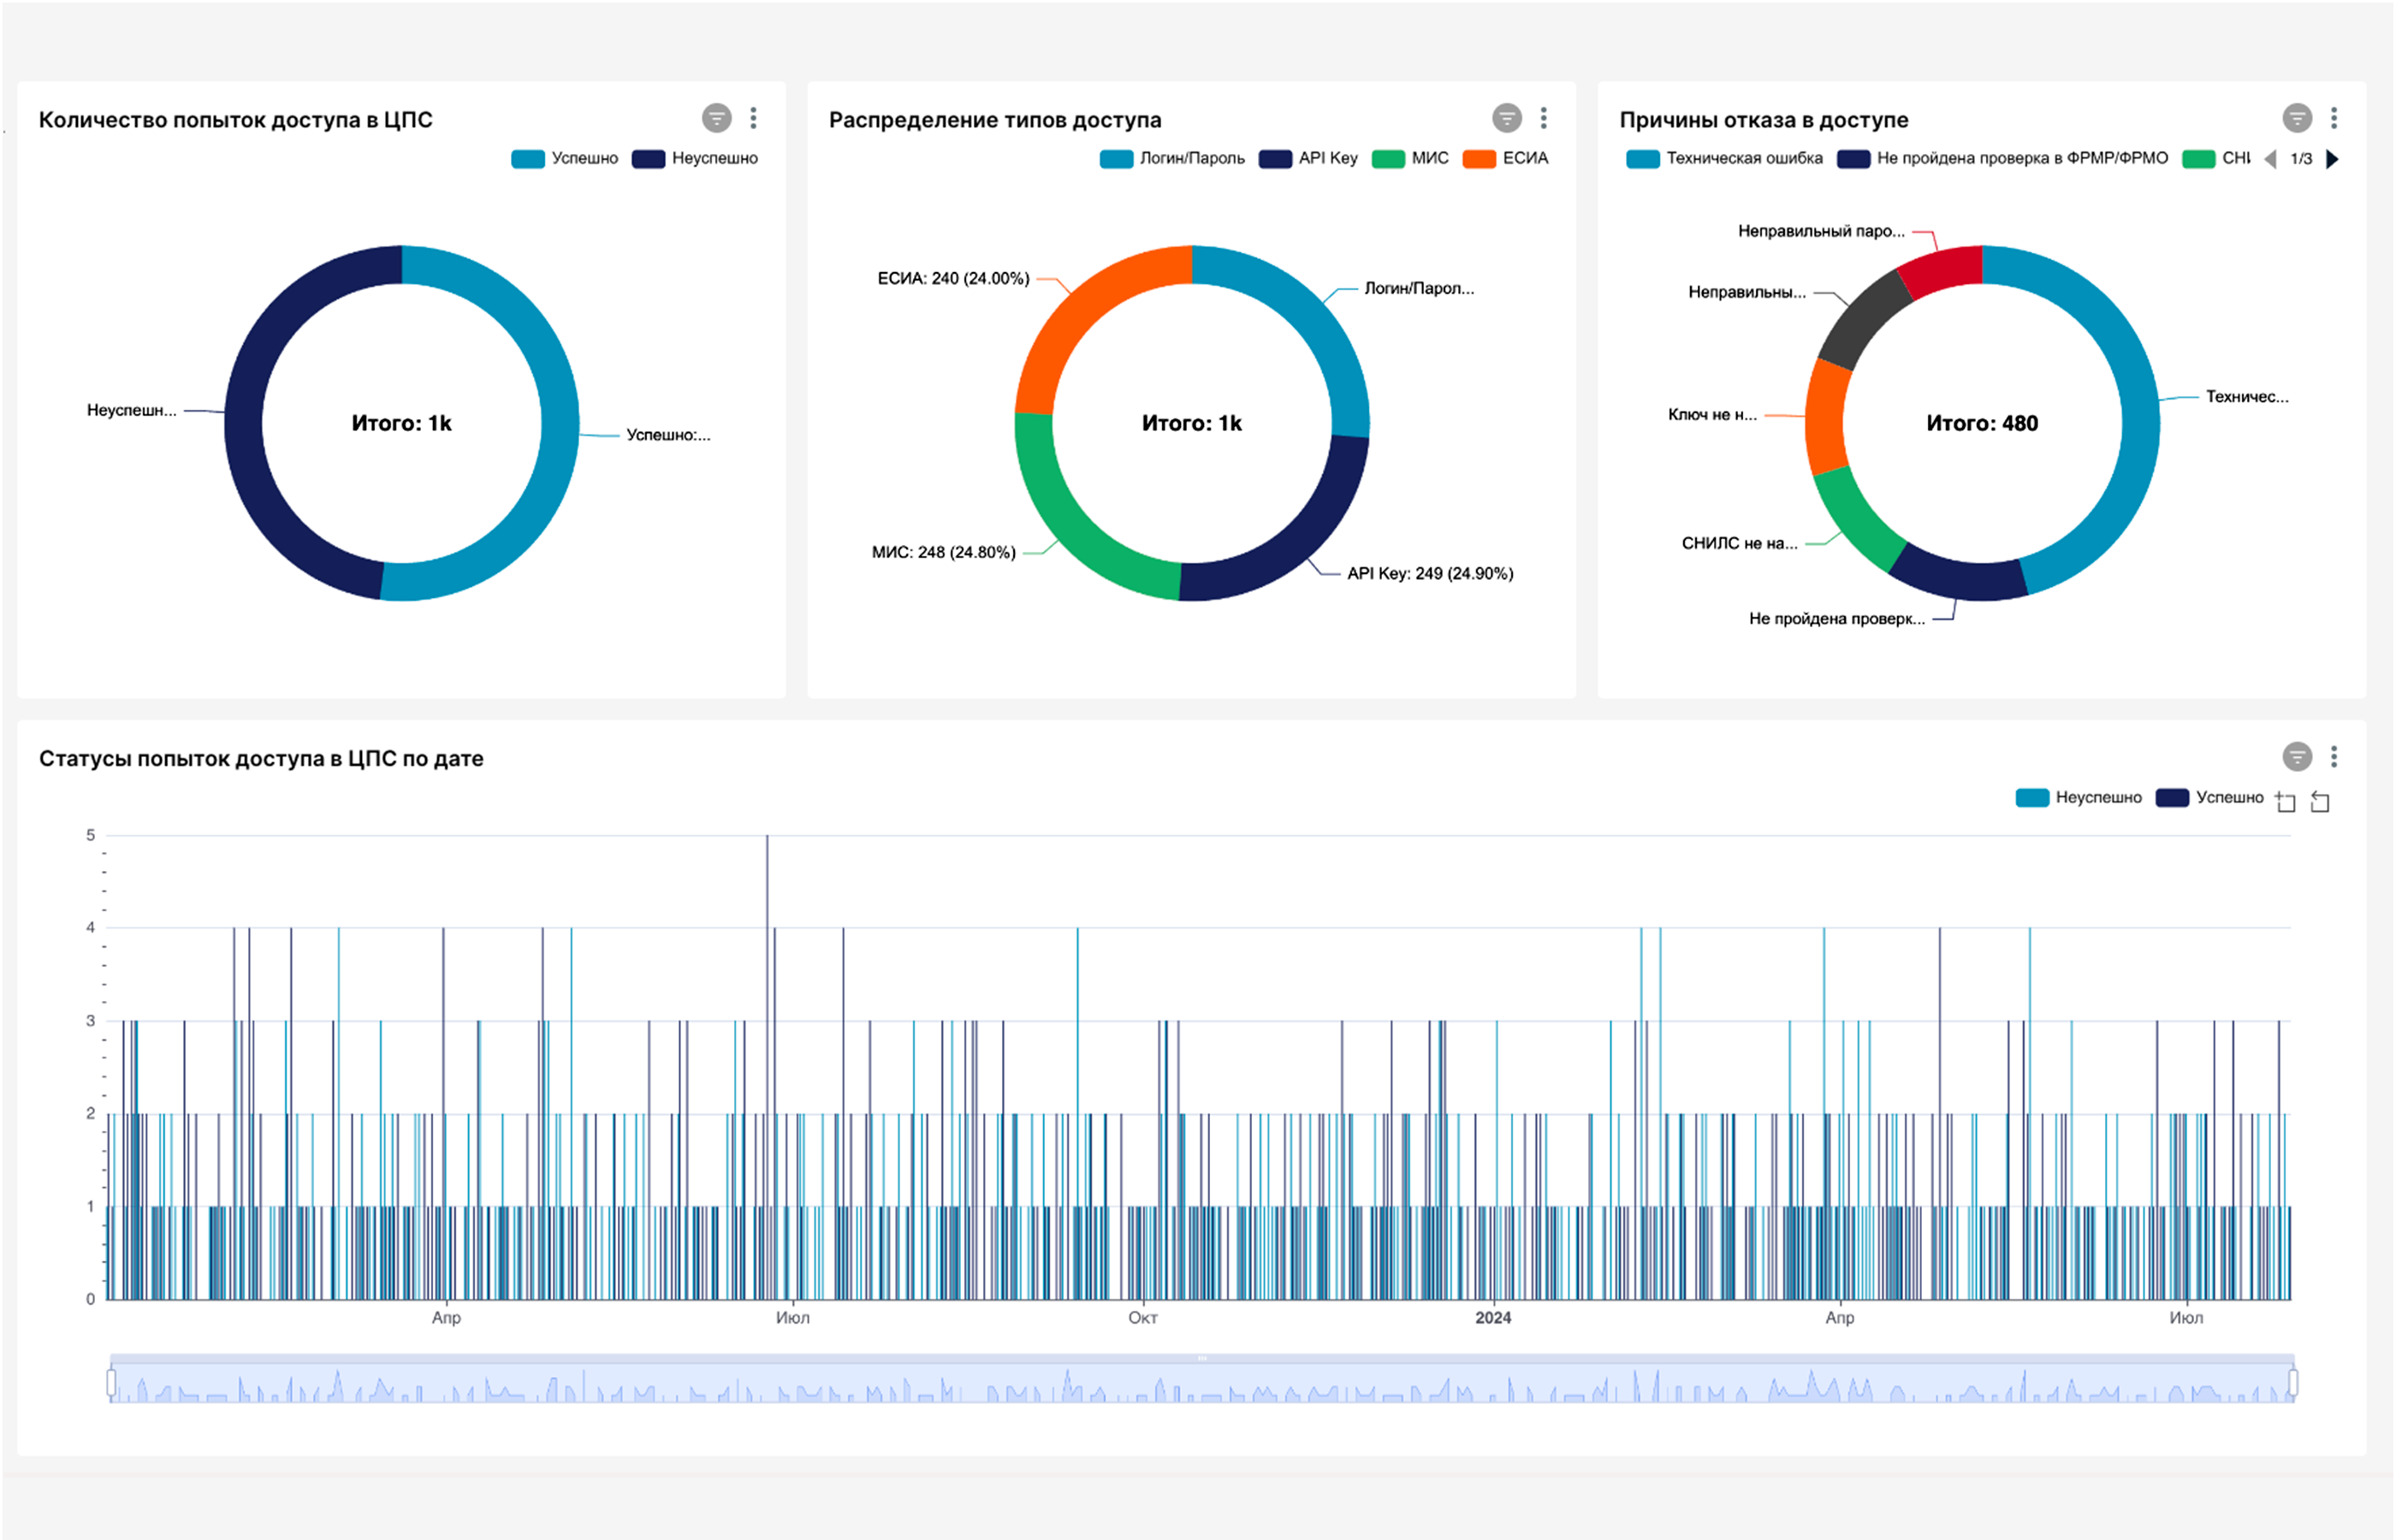 Количество попыток доступа в ЦПС
Успешно Неуспешно
Неуспешн...
Итого: 1k
Успешно:...
Распределение типов доступа
Логин/Пароль API Key МИС ЕСИА
ЕСИА: 240 (24.00%)
Логин/Парол...
Итого: 1k
МИС: 248 (24.80%)
API Key: 249 (24.90%)
Причины отказа в доступе
Техническая ошибка Не пройдена проверка в ФРМР/ФРМО 1/3
Неправильный паро...
Неправильны...
Техничес...
Ключ не н...
Итого: 480
СНИЛС не на...
Не пройдена проверк...
Статусы попыток доступа в ЦПС по дате
Неуспешно Успешно
5
4
3
2
1
0
Апр Июл Окт 2024 Апр Июл